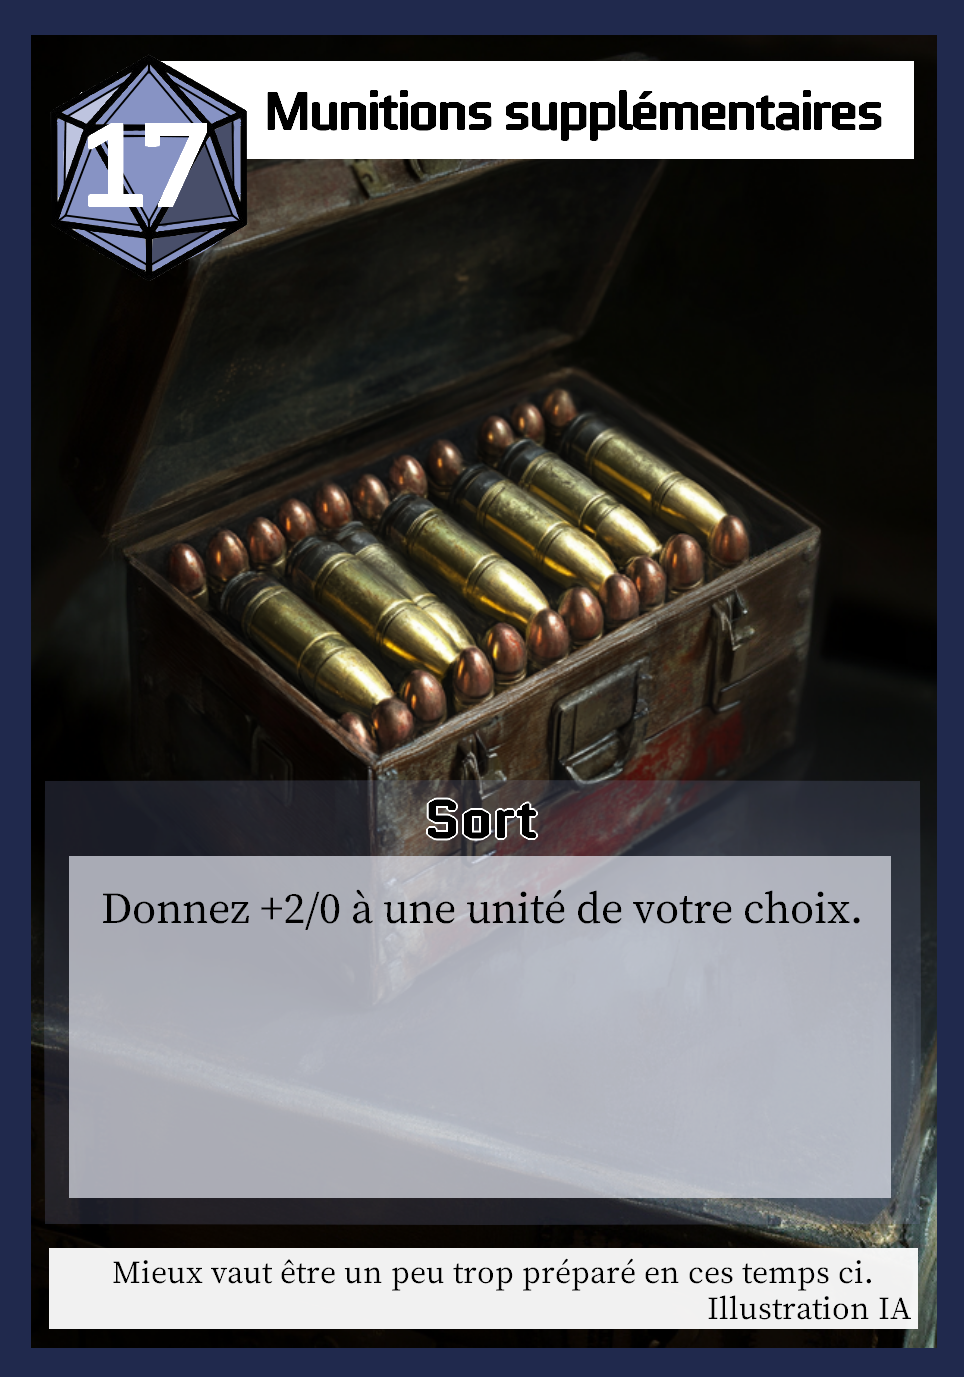 17
Munitions supplémentaires
Sort
Donnez +2/0 à une unité de votre choix.
Mieux vaut être un peu trop préparé en ces temps ci.
Illustration IA